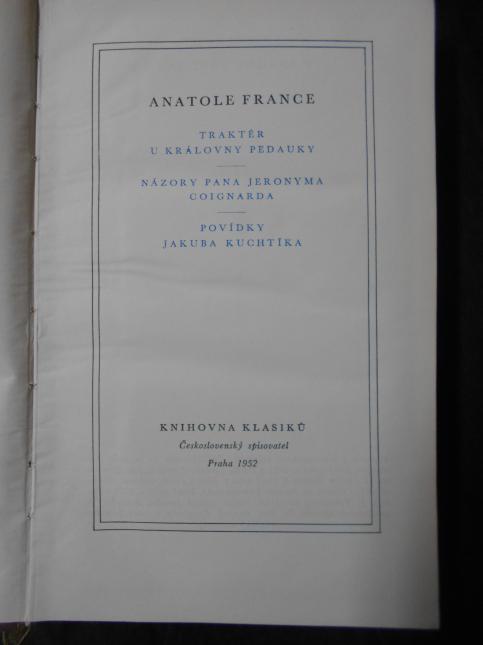 ANATOLE FRANCE
TRAKTÉR
U KRÁLOVNY PEDAUKY
NÁZORY PANA JERONYMA
COIGNARDA
POVÍDKY
JAKUBA KUCHTÍKA
KNIHOVNA KLASIKŮ
Československý spisovatel
Praha 1952